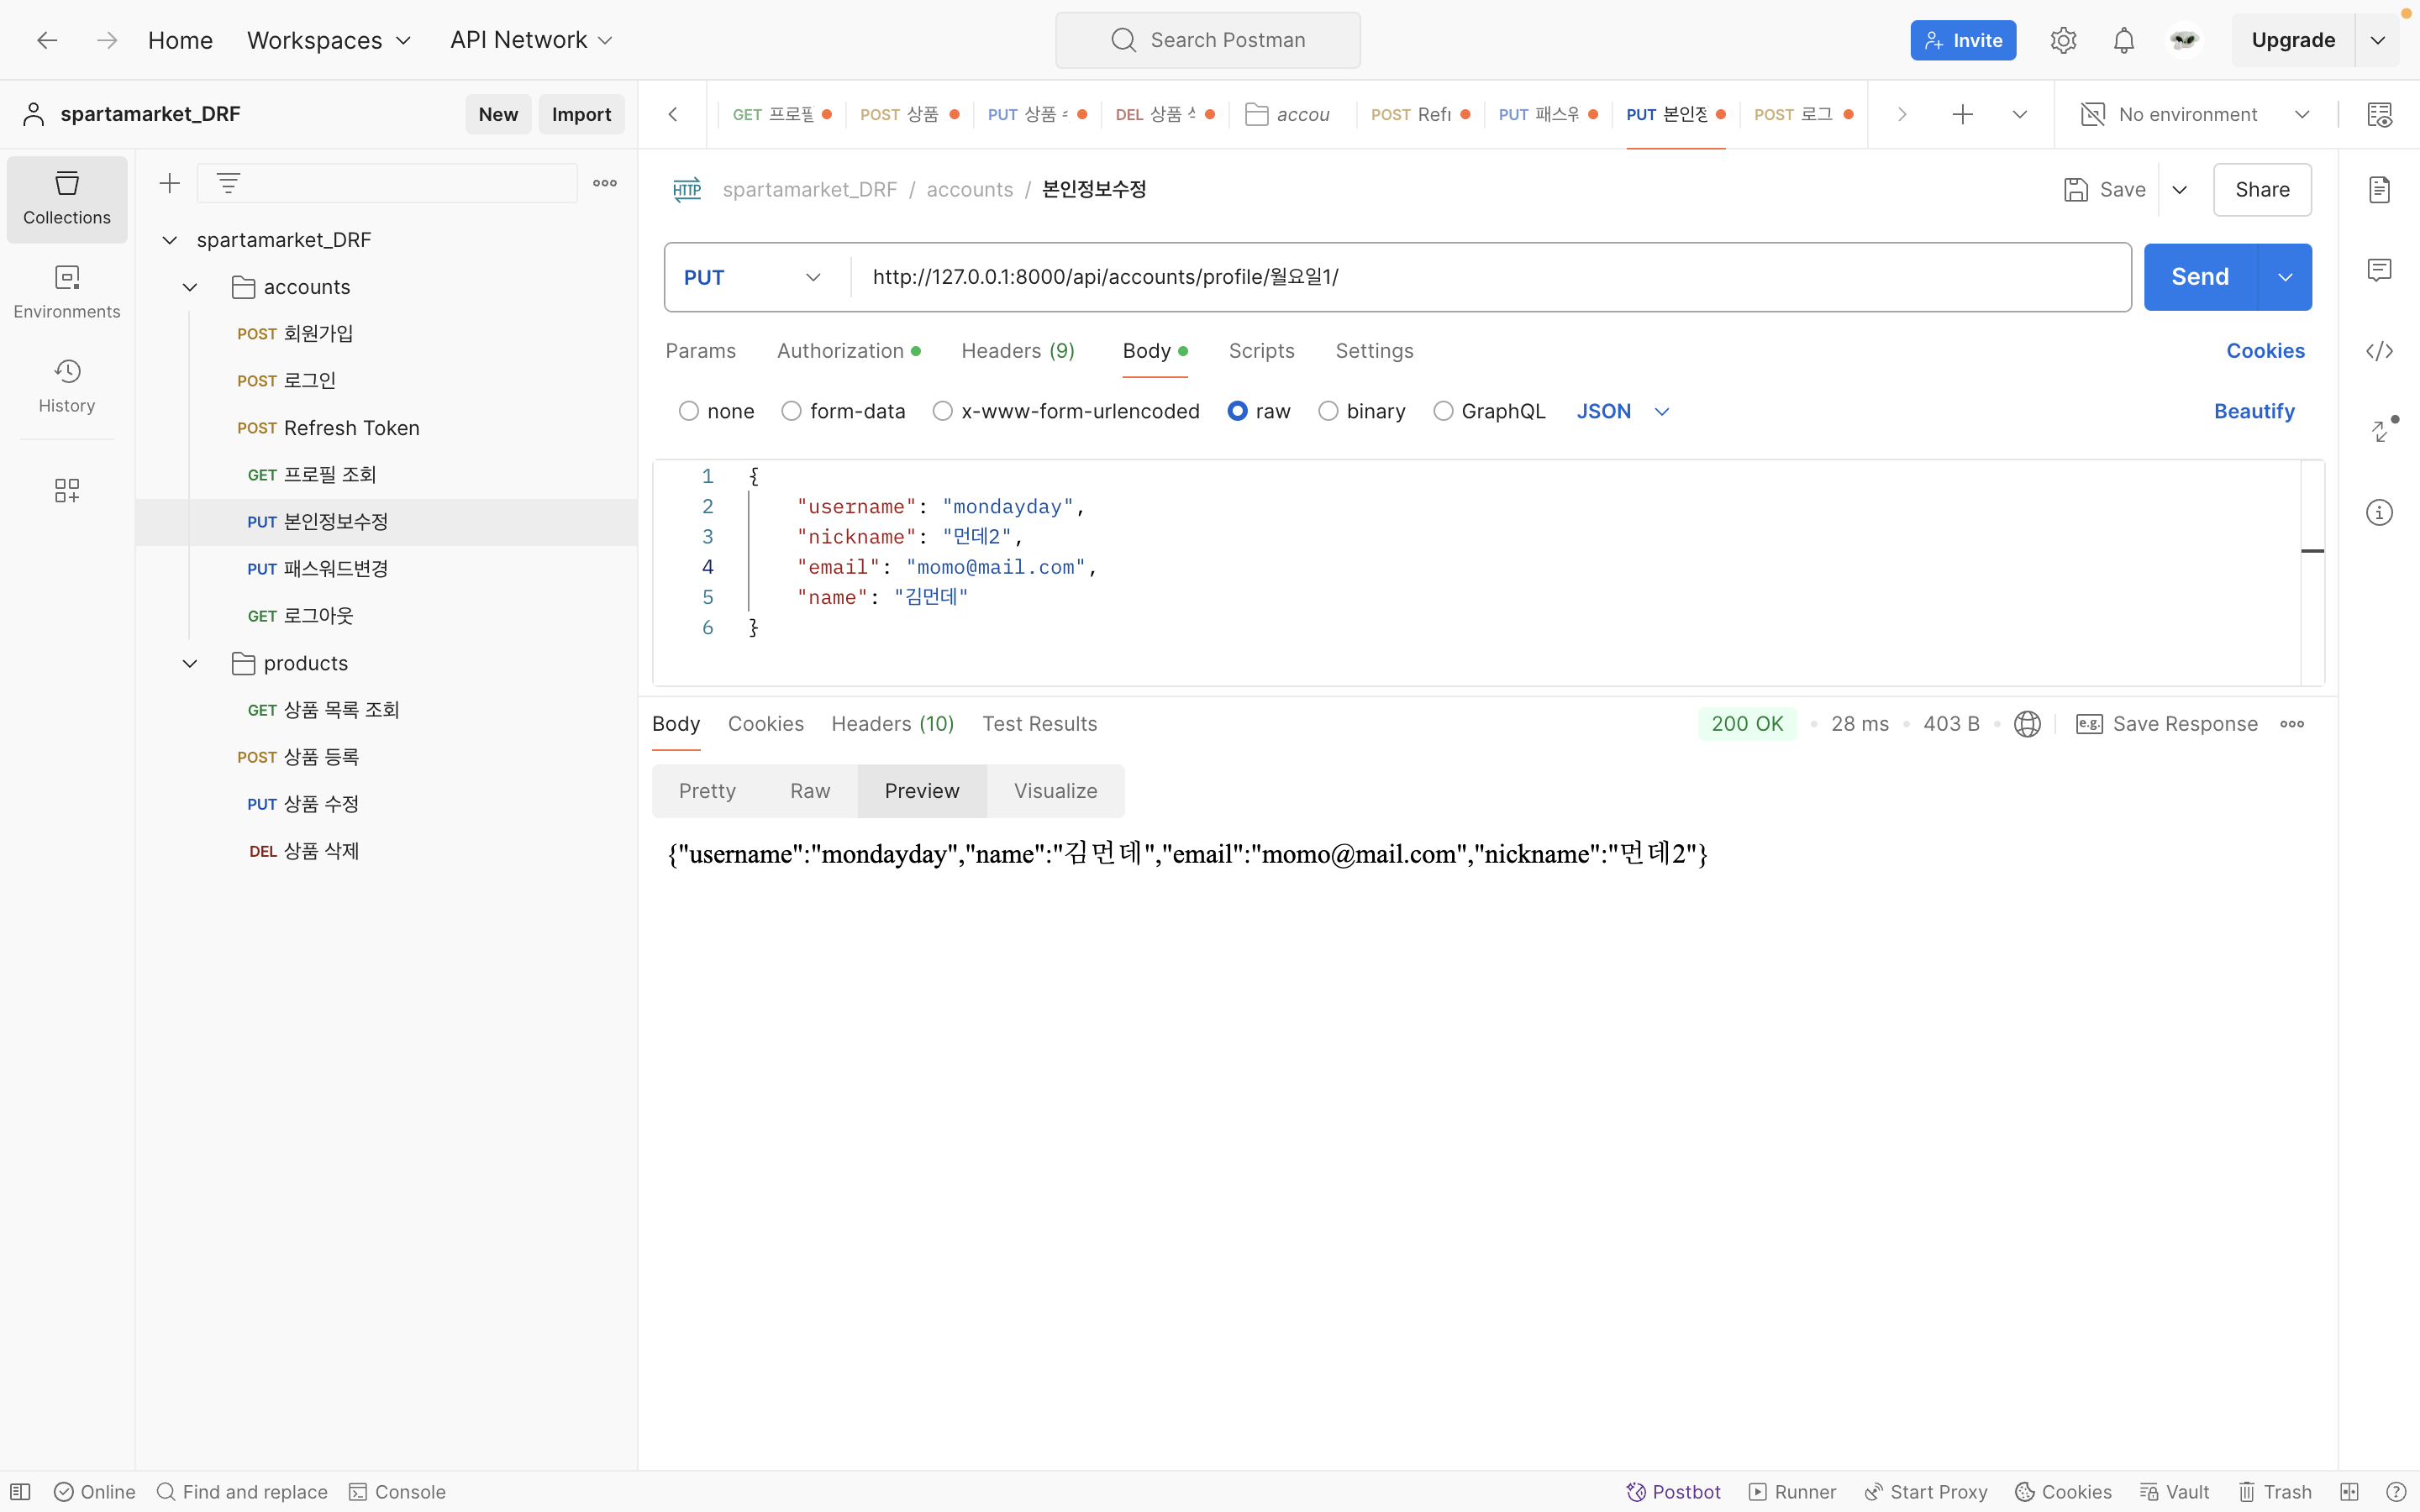 Home Workspaces API Network Search Postman Invite Upgrade
spartamarket_DRF New Import
GET 프로필 POST 상품 PUT 상품 DEL 상품 accou POST Refr PUT 패스우 PUT 본인정 POST 로그 No environment
Collections
Environments
History
spartamarket_DRF
accounts
POST 회원가입
POST 로그인
POST Refresh Token
GET 프로필 조회
PUT 본인정보수정
PUT 패스워드변경
GET 로그아웃
products
GET 상품 목록 조회
POST 상품 등록
PUT 상품 수정
DEL 상품 삭제
HTTP spartamarket_DRF / accounts / 본인정보수정 Save Share
PUT http://127.0.0.1:8000/api/accounts/profile/월요일1/ Send
Params Authorization Headers (9) Body Scripts Settings Cookies
none form-data x-www-form-urlencoded raw binary GraphQL JSON Beautify
1 {
2 "username": "mondayday",
3 "nickname": "먼데2",
4 "email": "momo@mail.com",
5 "name": "김먼데"
6 }
Body Cookies Headers (10) Test Results 200 OK 28 ms 403 B e.g. Save Response
Pretty Raw Preview Visualize
{"username":"mondayday","name":"김먼데","email":"momo@mail.com","nickname":"먼데2"}
Online Find and replace Console Postbot Runner Start Proxy Cookies Vault Trash